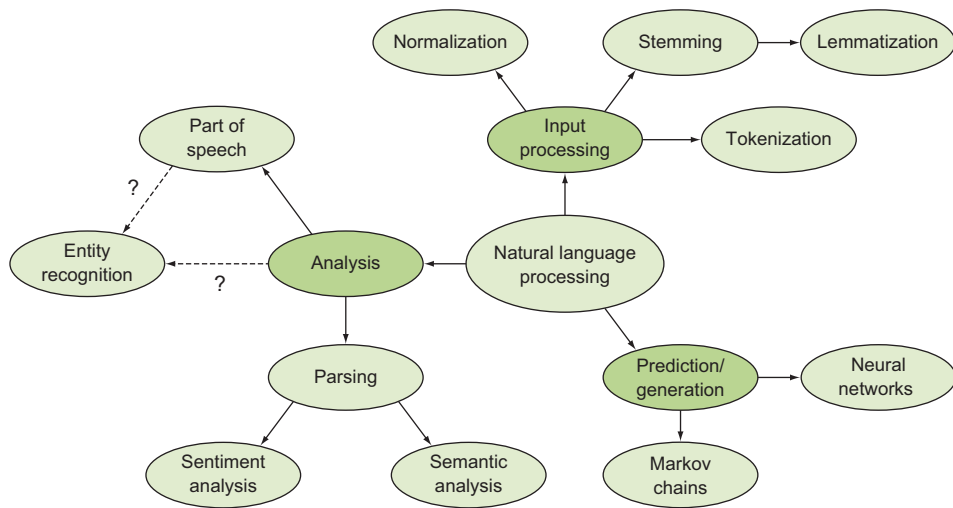 Normalization
Stemming
Lemmatization
Part of
speech
Input
processing
Tokenization
?
Entity
recognition
?
Analysis
Natural language
processing
Parsing
Prediction/
generation
Neural
networks
Sentiment
analysis
Semantic
analysis
Markov
chains